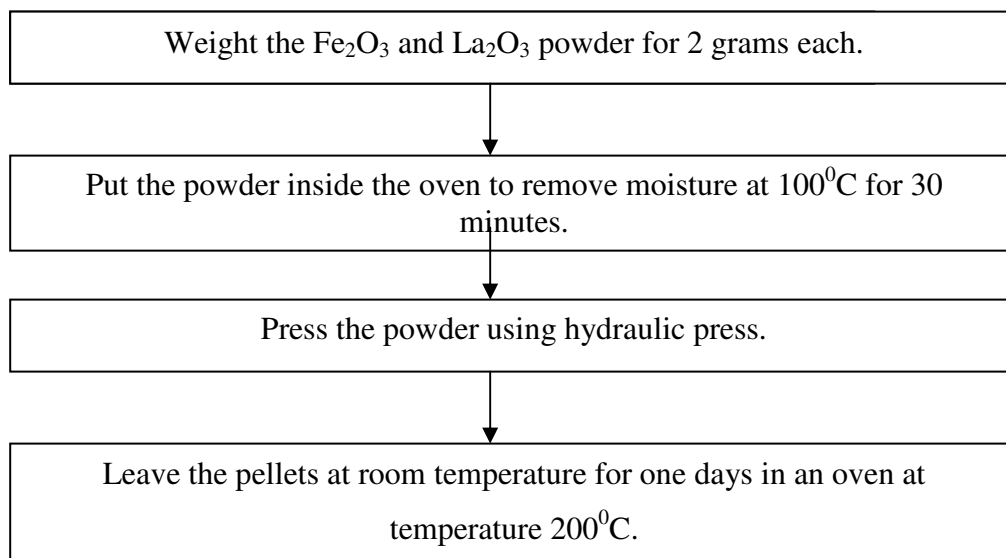 Weight the Fe₂O₃ and La₂O₃ powder for 2 grams each.
Put the powder inside the oven to remove moisture at 100⁰C for 30
minutes.
Press the powder using hydraulic press.
Leave the pellets at room temperature for one days in an oven at
temperature 200⁰C.